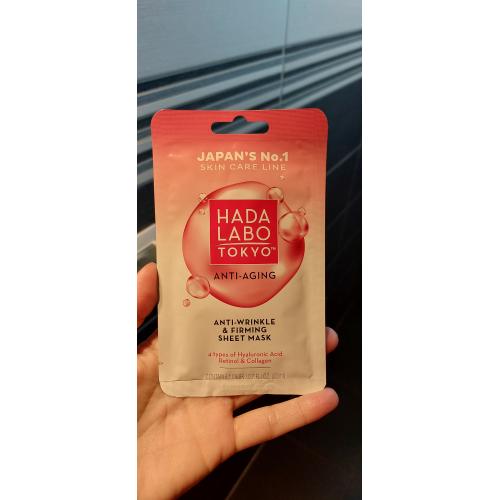 JAPAN'S No.1
SKIN CARE LINE
HADA
LABO
TOKYO™
ANTI-AGING
ANTI-WRINKLE
& FIRMING
SHEET MASK
4 types of Hyaluronic Acid
Retinol & Collagen